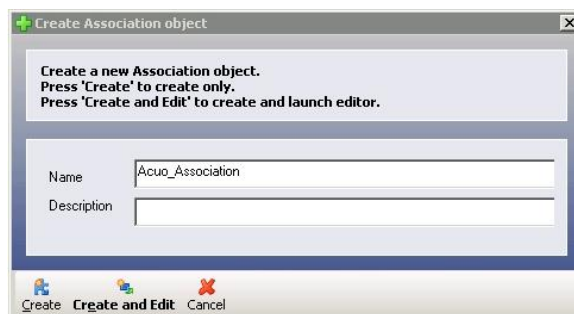 Create Association object
Create a new Association object.
Press 'Create' to create only.
Press 'Create and Edit' to create and launch editor.
Name Acuo_Association
Description
Create Create and Edit Cancel